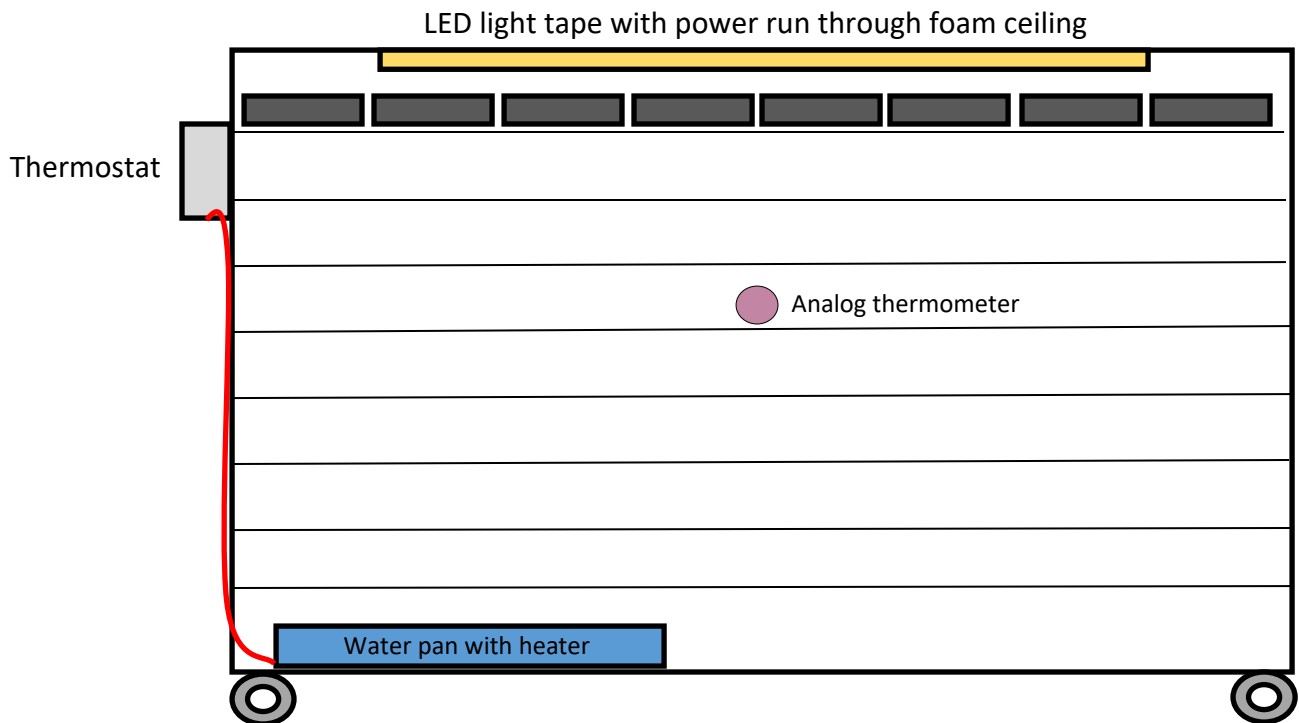 LED light tape with power run through foam ceiling
Thermostat
Analog thermometer
Water pan with heater